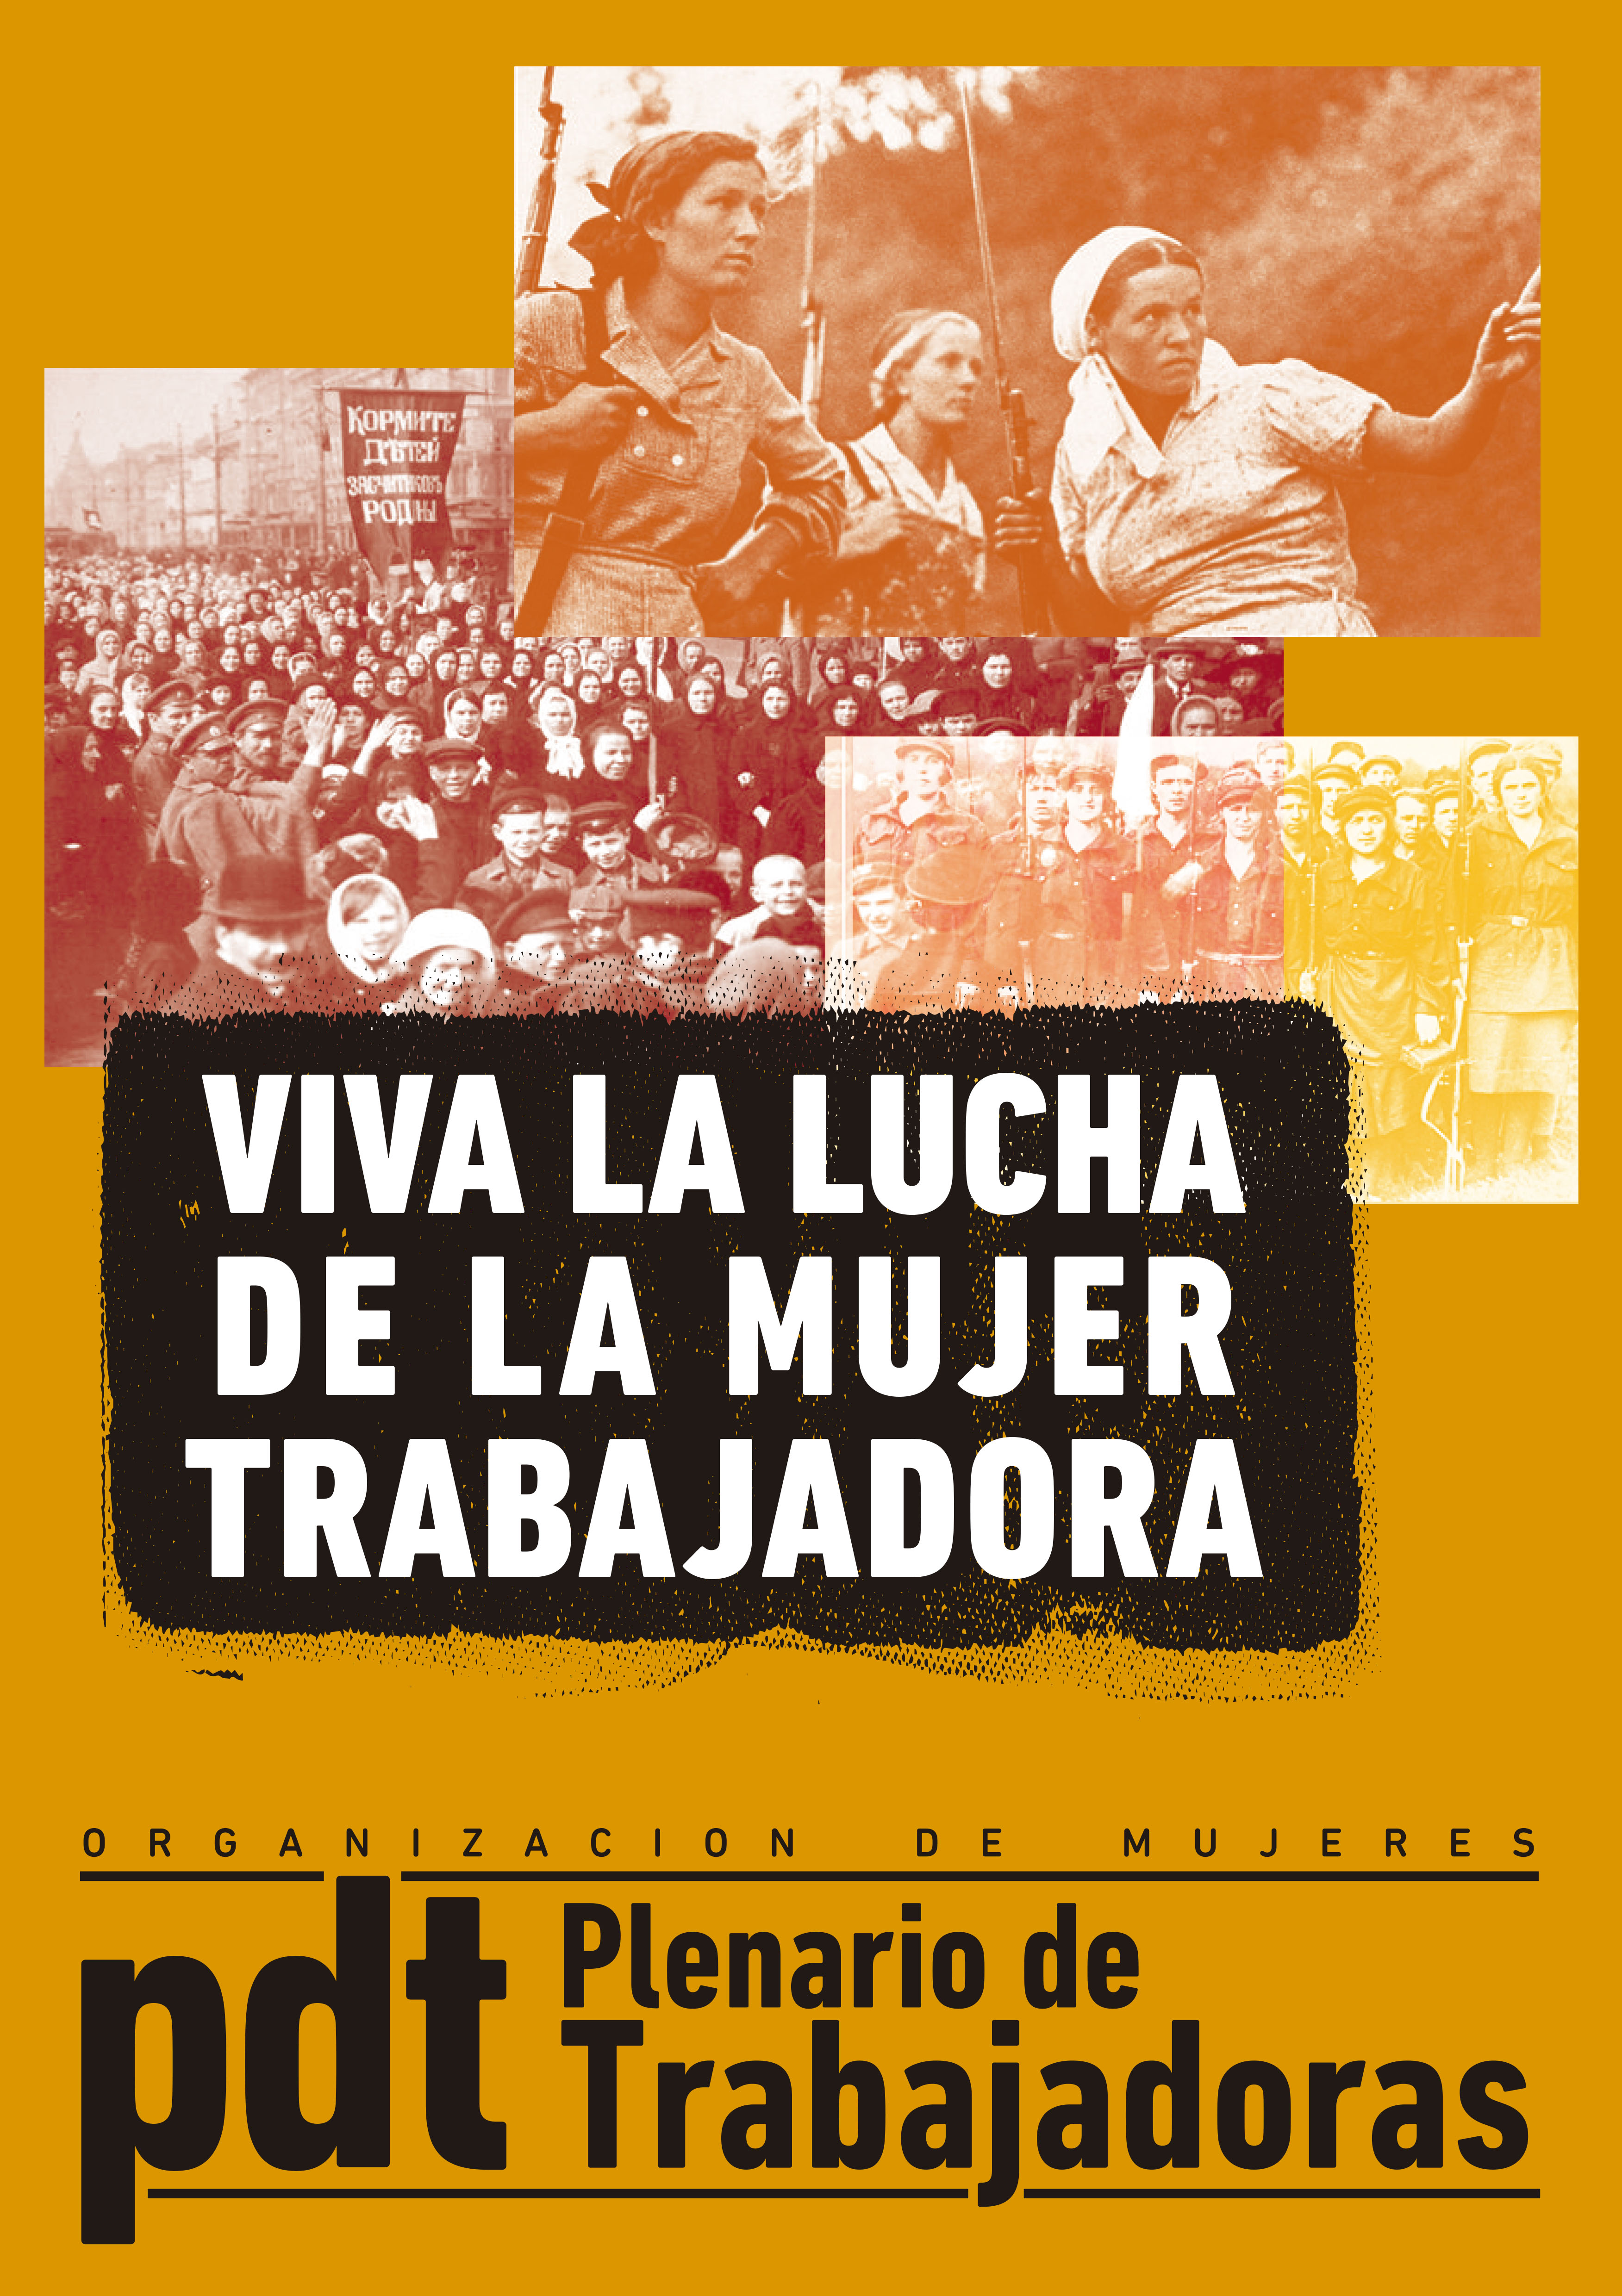 КОРМИТЕ
ДѢТЕЙ
ЗАЩИТНИКОВЪ
РОДИНЫ
VIVA LA LUCHA
DE LA MUJER
TRABAJADORA
ORGANIZACION DE MUJERES
pdt
Plenario de
Trabajadoras